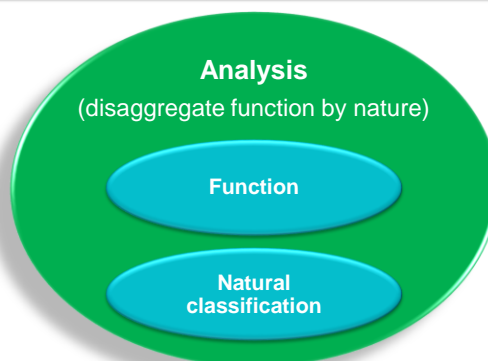 Analysis
(disaggregate function by nature)
Function
Natural
classification